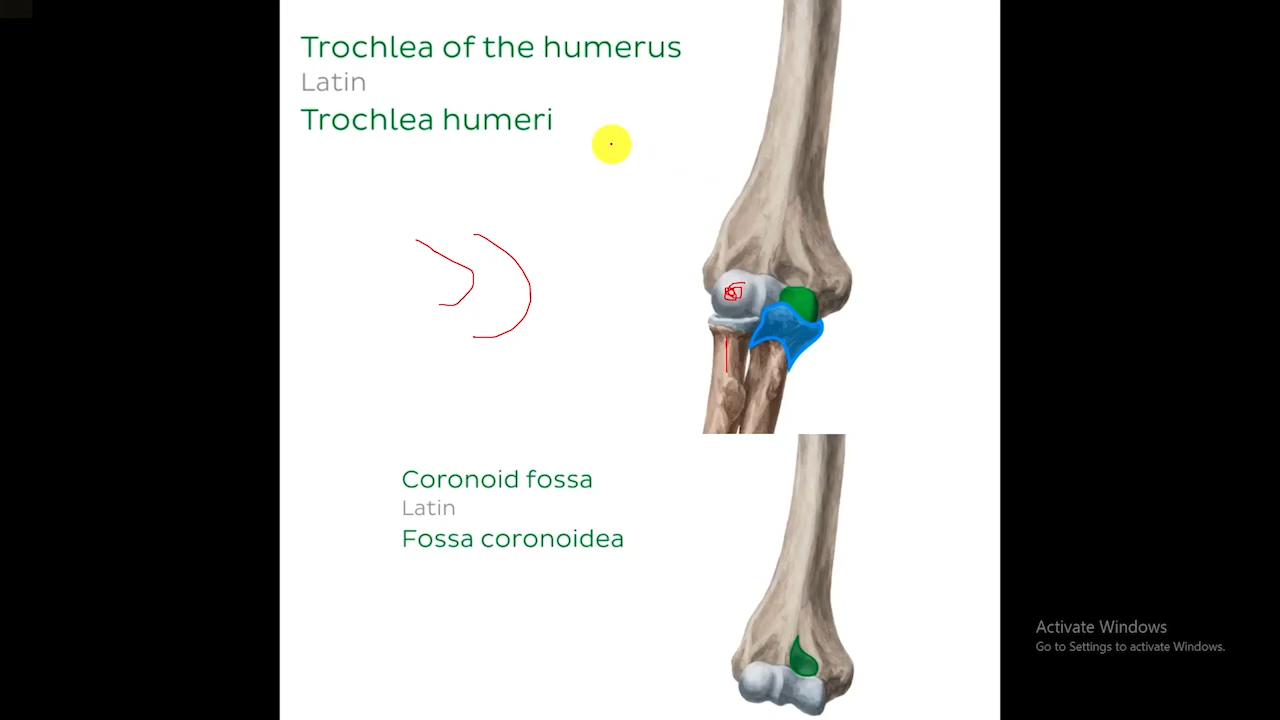 Trochlea of the humerus
Latin
Trochlea humeri
Coronoid fossa
Latin
Fossa coronoidea
Activate Windows
Go to Settings to activate Windows.